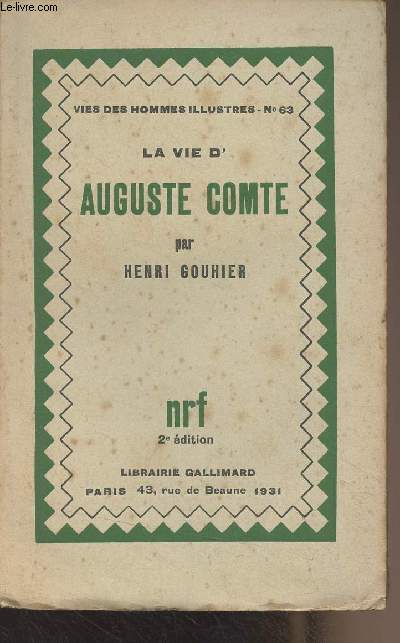 Le-livre.com
VIES DES HOMMES ILLUSTRES - No 63
LA VIE D'
AUGUSTE COMTE
par
HENRI GOUHIER
nrf
2e édition
LIBRAIRIE GALLIMARD
PARIS 43, rue de Beaune 1931